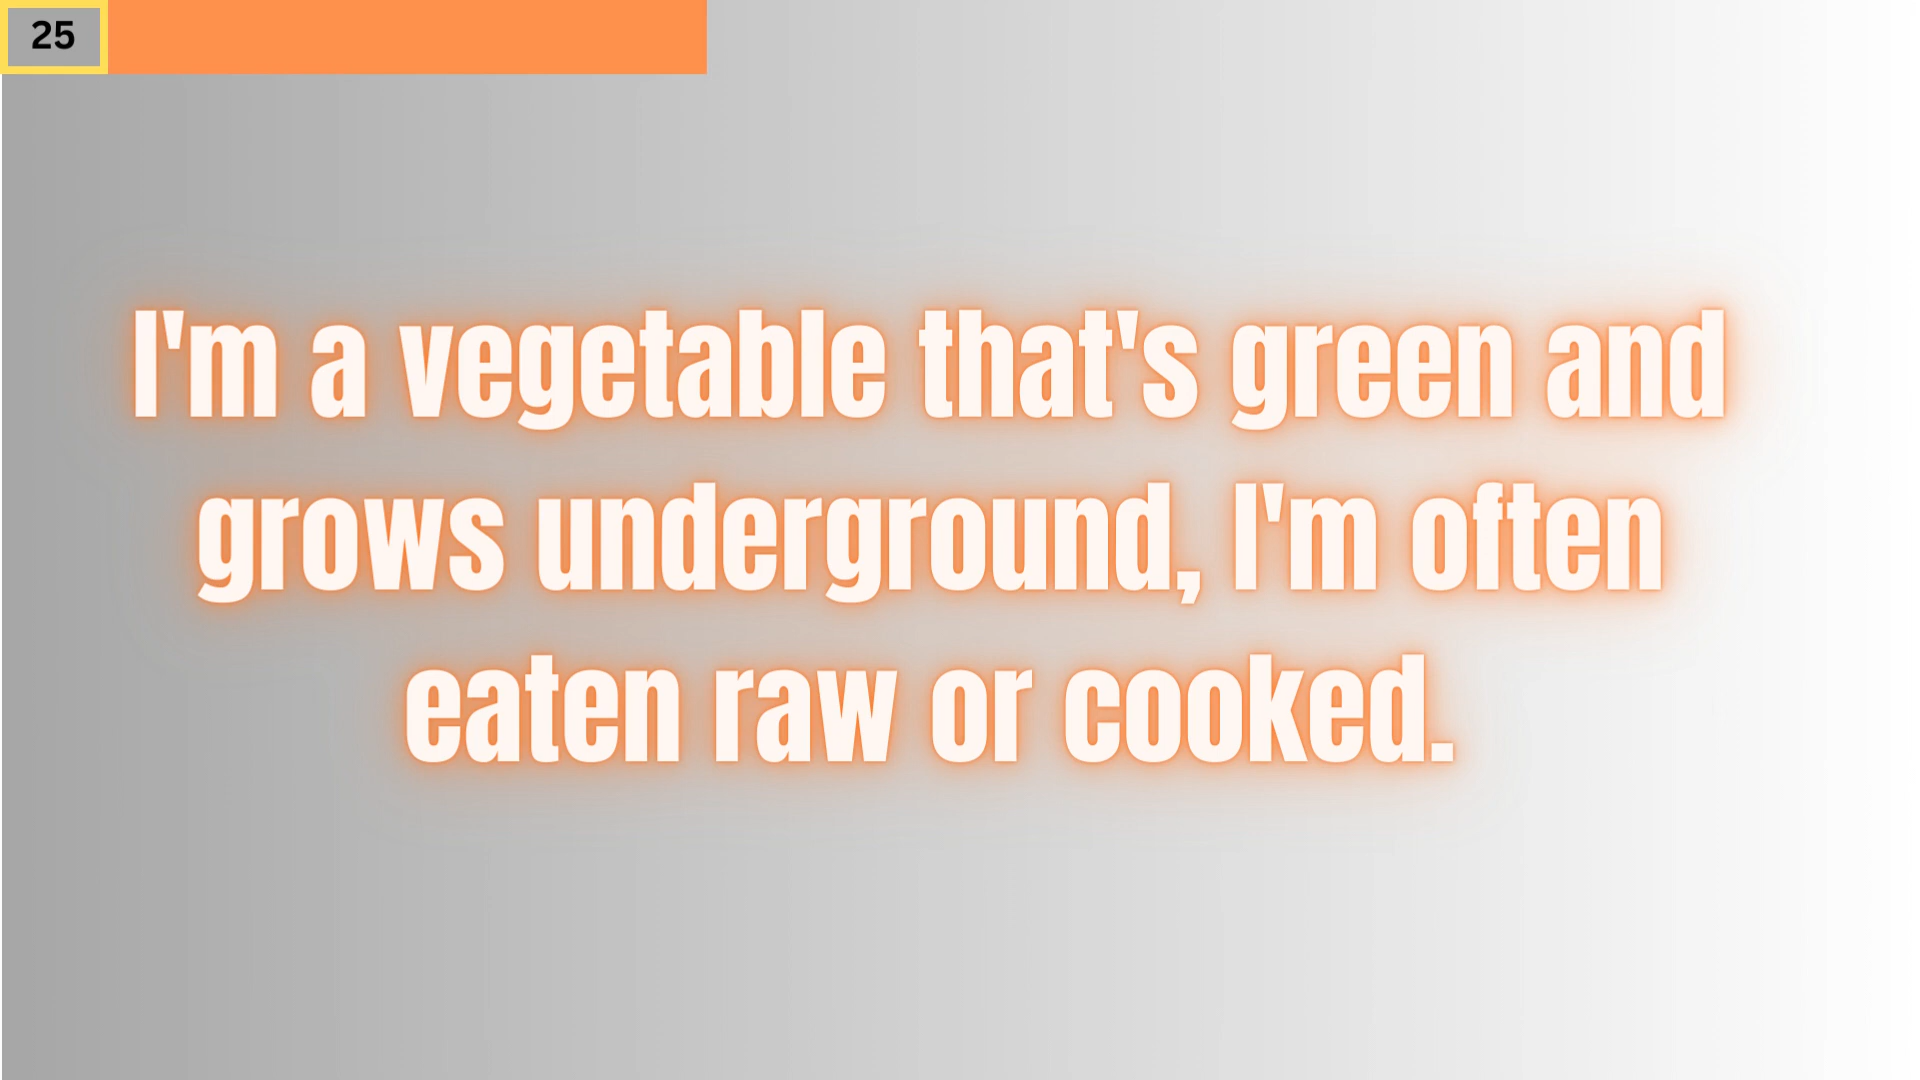 25
I'm a vegetable that's green and
grows underground, I'm often
eaten raw or cooked.